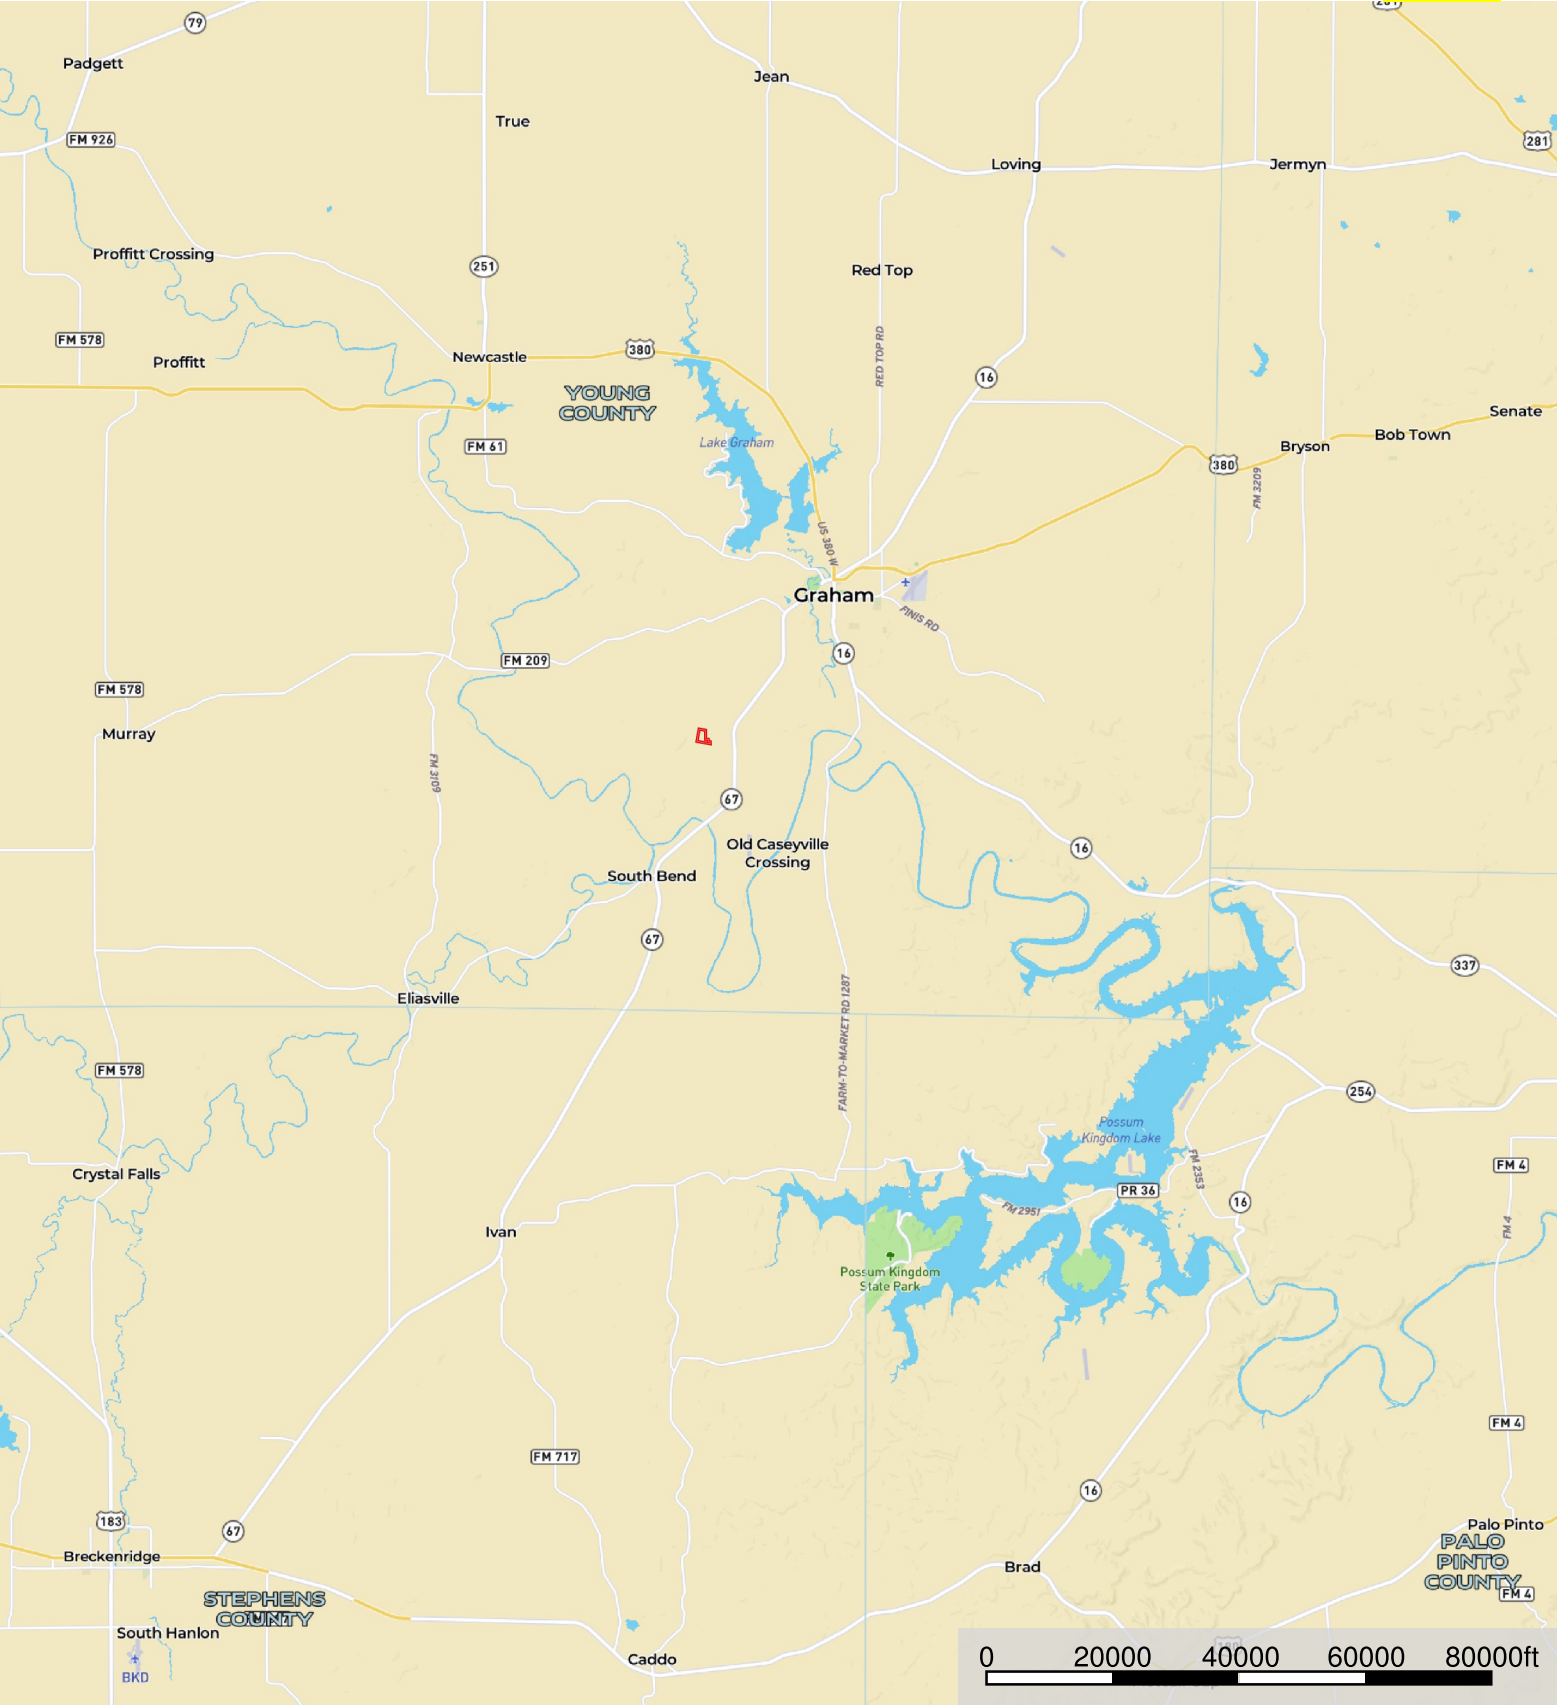 281
79
Padgett
Jean
True
FM 926
281
Loving
Jermyn
Proffitt Crossing
251
Red Top
FM 578
Proffitt
Newcastle
380
RED TOP RD
16
YOUNG
COUNTY
Senate
Lake Graham
FM 61
Bob Town
Bryson
380
FM 3209
US 380 W
Graham
FINIS RD
16
FM 209
FM 578
Murray
FM 3109
67
Old Caseyville
Crossing
16
South Bend
67
337
Eliasville
FARM-TO-MARKET RD 1287
FM 578
254
Possum
Kingdom Lake
Crystal Falls
FM 2353
FM 4
PR 36
16
FM 2951
Ivan
FM 4
Possum Kingdom
State Park
FM 4
FM 717
16
183
67
Palo Pinto
Breckenridge
PALO
PINTO
COUNTY
Brad
FM 4
STEPHENS
COUNTY
South Hanlon
BKD
Caddo
180
0 20000 40000 60000 80000ft